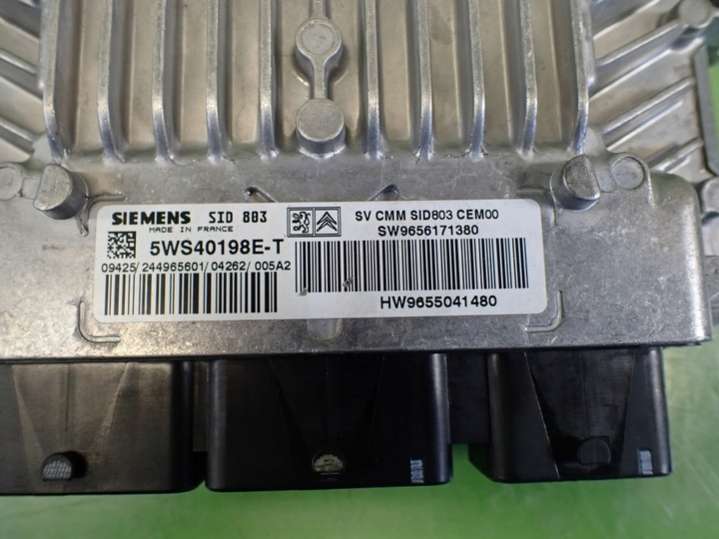 SIEMENS SID 803
MADE IN FRANCE
5WS40198E-T
09425/244965601/04262/005A2
SV CMM SID803 CEM00
SW9656171380
HW9655041480